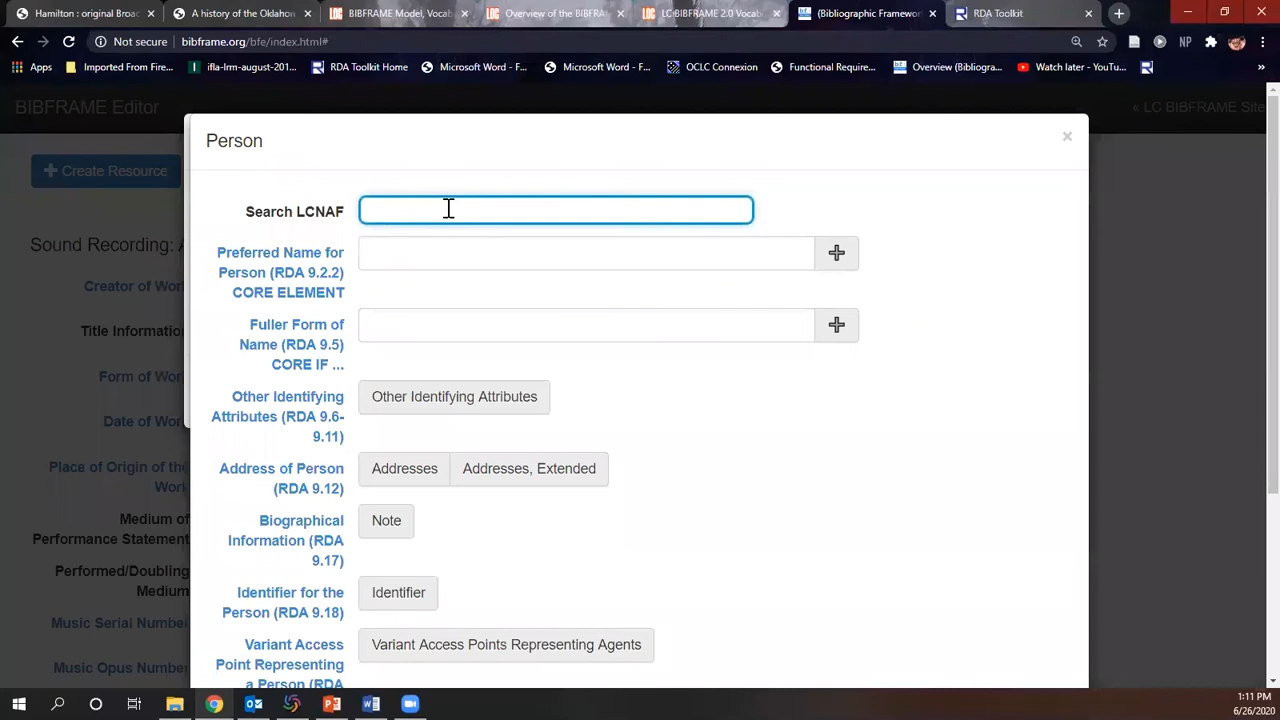 Hamilton : original Broa
A history of the Oklahon
BIBFRAME Model, Vocab
Overview of the BIBFRA
LC BIBFRAME 2.0 Vocab
(Bibliographic Framewo
RDA Toolkit
Not secure | bibframe.org/bfe/index.html#
Apps
Imported From Fire...
ifla-lrm-august-201...
RDA Toolkit Home
Microsoft Word - F...
Microsoft Word - F...
OCLC Connexion
Functional Require...
Overview (Bibliogra...
Watch later - YouTu...
»
BIBFRAME Editor
« LC BIBFRAME Site
Person
×
Create Resource
Search LCNAF
Sound Recording: A
Preferred Name for
Person (RDA 9.2.2)
CORE ELEMENT
Creator of Wor
Title Information
Fuller Form of
Name (RDA 9.5)
CORE IF ...
Form of Wor
Date of Wor
Other Identifying
Attributes (RDA 9.6-
9.11)
Other Identifying Attributes
Place of Origin of the
Work
Address of Person
(RDA 9.12)
Addresses
Addresses, Extended
Medium of
Performance Statement
Biographical
Information (RDA
9.17)
Note
Performed/Doubling
Medium
Identifier for the
Person (RDA 9.18)
Identifier
Music Serial Number
Variant Access
Point Representing
a Person (RDA
Variant Access Points Representing Agents
Music Opus Number
1:11 PM
6/26/2020